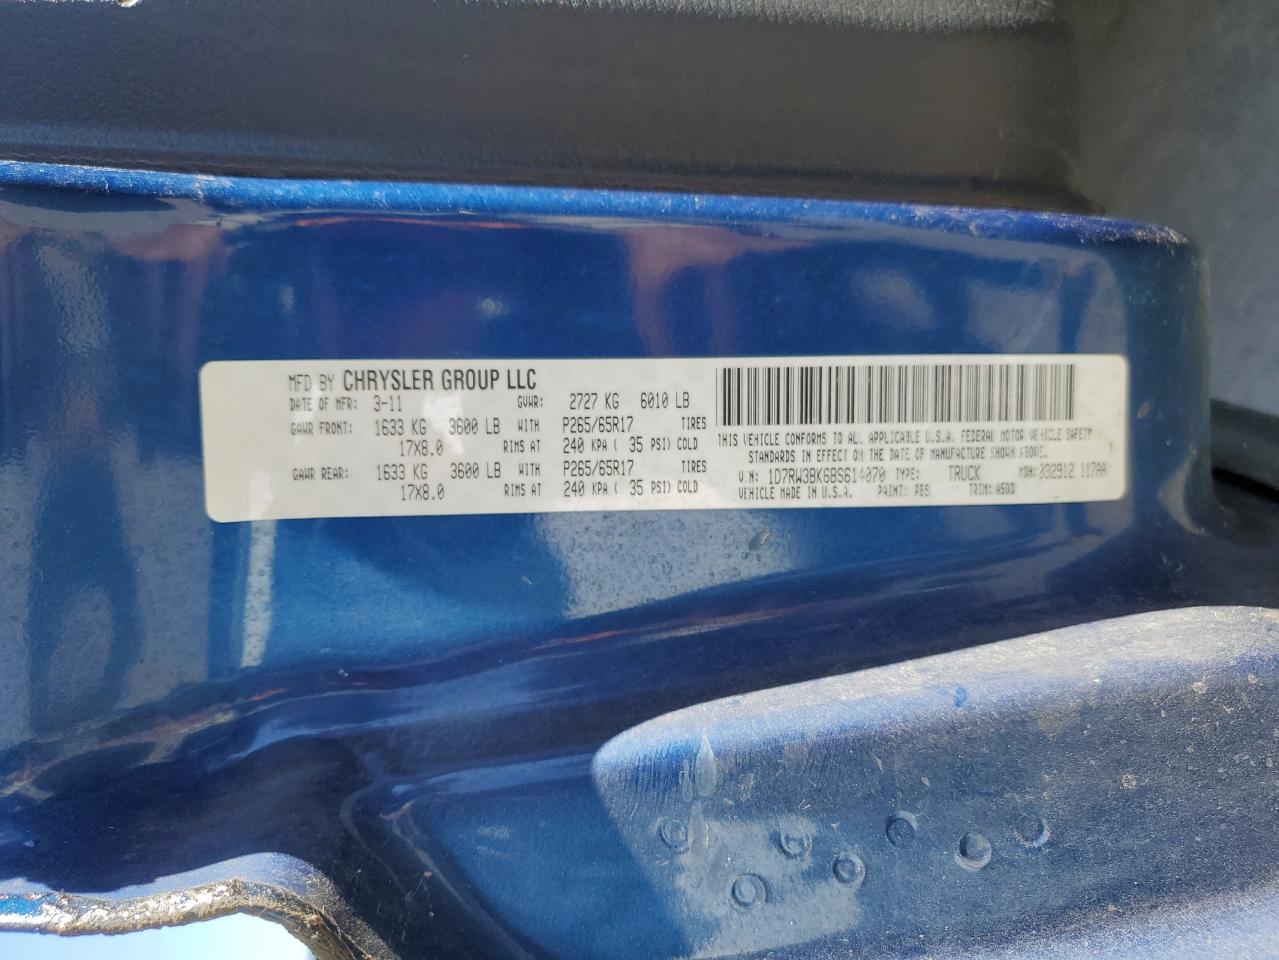 MFD BY CHRYSLER GROUP LLC
DATE OF MFR: 3-11 GVWR: 2727 KG 6010 LB
GAWR FRONT: 1633 KG 3600 LB WITH P265/65R17 TIRES
17X8.0 RIMS AT 240 KPA ( 35 PSI) COLD
GAWR REAR: 1633 KG 3600 LB WITH P265/65R17 TIRES
17X8.0 RIMS AT 240 KPA ( 35 PSI) COLD
THIS VEHICLE CONFORMS TO ALL APPLICABLE U.S.A. FEDERAL MOTOR VEHICLE SAFETY
STANDARDS IN EFFECT ON THE DATE OF MANUFACTURE SHOWN ABOVE.
VIN: 1D7RW3BK6BS614070 TYPE: TRUCK MDH: 032912 117AA
VEHICLE MADE IN U.S.A. PAINT: PBS TRIM: A5DD